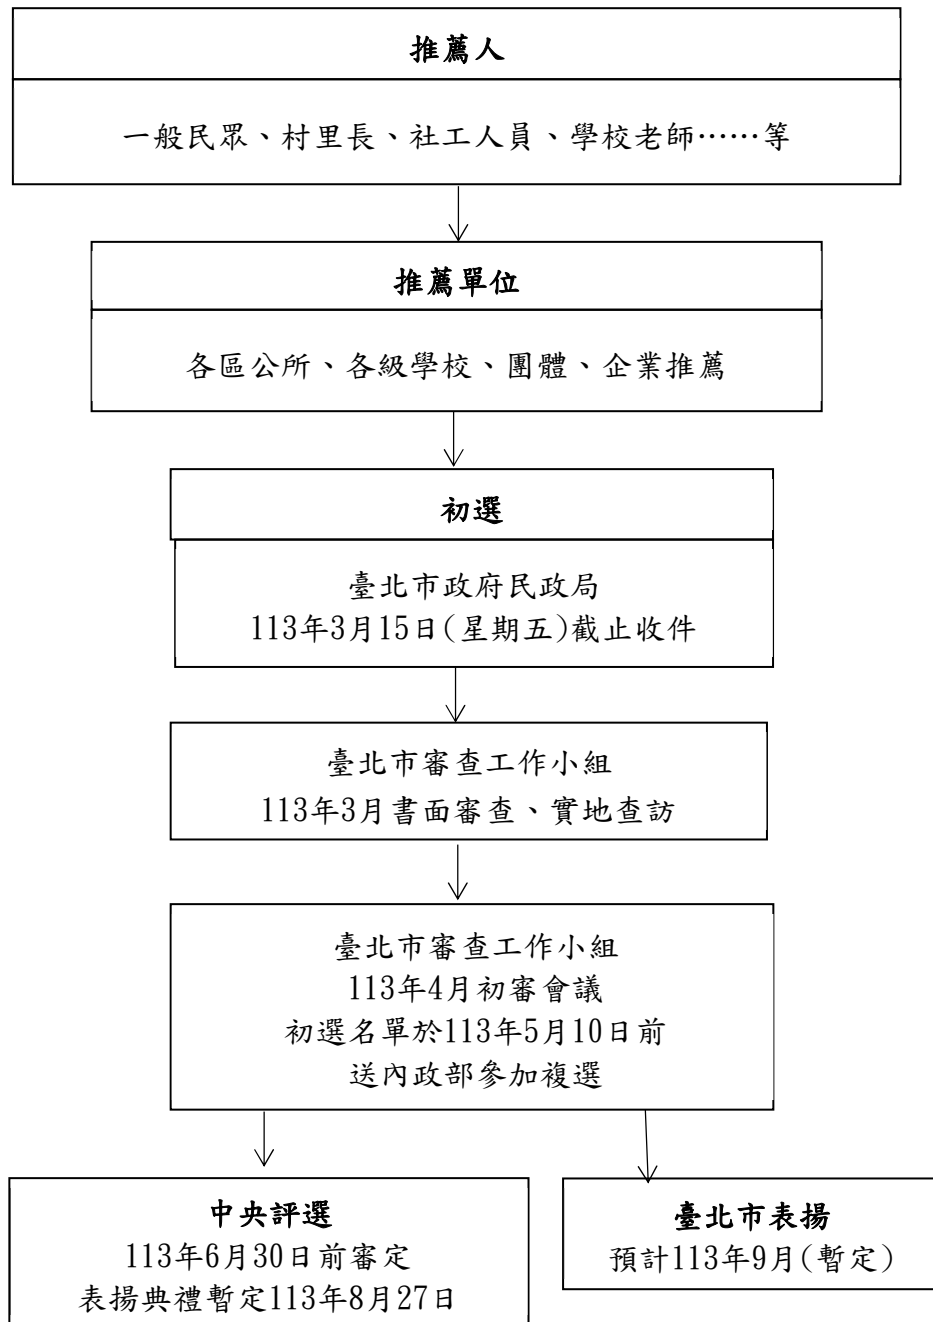 推薦人
一般民眾、村里長、社工人員、學校老師……等
推薦單位
各區公所、各級學校、團體、企業推薦
初選
臺北市政府民政局
113年3月15日(星期五)截止收件
臺北市審查工作小組
113年3月書面審查、實地查訪
臺北市審查工作小組
113年4月初審會議
初選名單於113年5月10日前
送內政部參加複選
中央評選
113年6月30日前審定
表揚典禮暫定113年8月27日
臺北市表揚
預計113年9月(暫定)